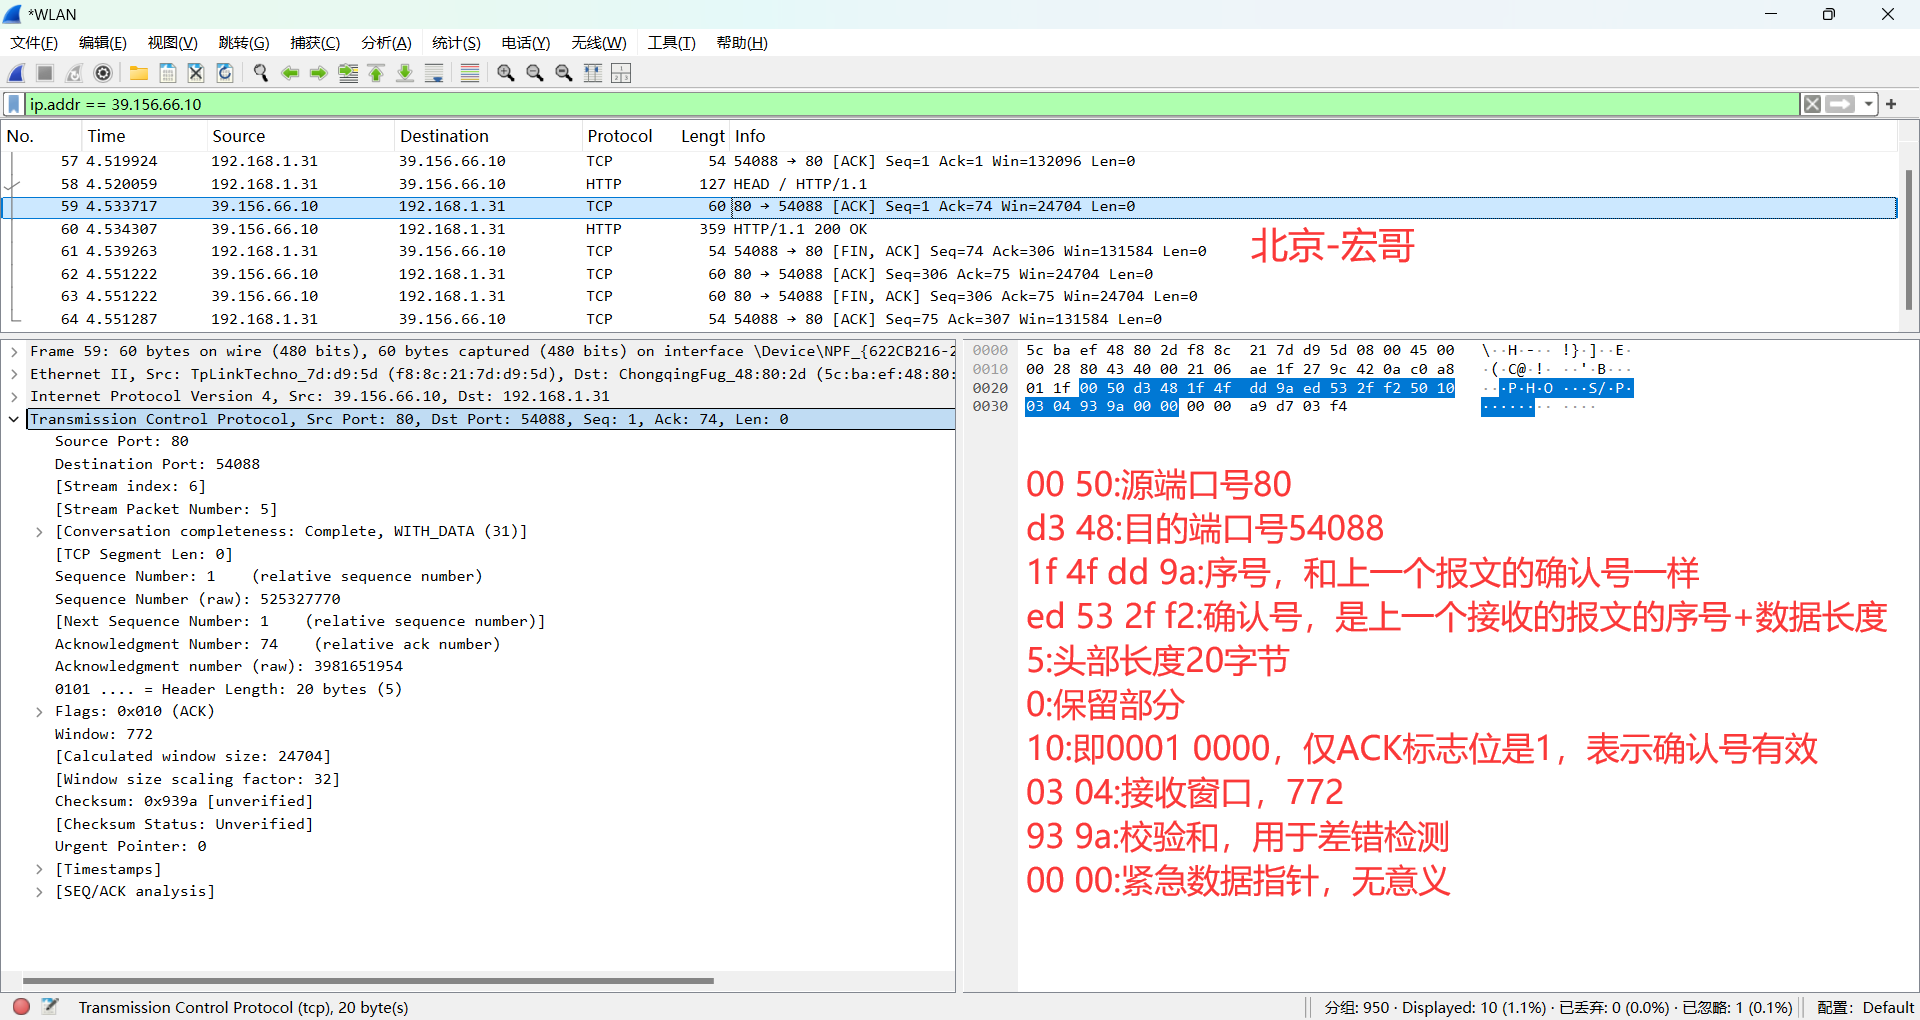 *WLAN
文件(F) 编辑(E) 视图(V) 跳转(G) 捕获(C) 分析(A) 统计(S) 电话(Y) 无线(W) 工具(T) 帮助(H)
ip.addr == 39.156.66.10
No. Time Source Destination Protocol Lengt Info
57 4.519924 192.168.1.31 39.156.66.10 TCP 54 54088 → 80 [ACK] Seq=1 Ack=1 Win=132096 Len=0
58 4.520059 192.168.1.31 39.156.66.10 HTTP 127 HEAD / HTTP/1.1
59 4.533717 39.156.66.10 192.168.1.31 TCP 60 80 → 54088 [ACK] Seq=1 Ack=74 Win=24704 Len=0
60 4.534307 39.156.66.10 192.168.1.31 HTTP 359 HTTP/1.1 200 OK
61 4.539263 192.168.1.31 39.156.66.10 TCP 54 54088 → 80 [FIN, ACK] Seq=74 Ack=306 Win=131584 Len=0
62 4.551222 39.156.66.10 192.168.1.31 TCP 60 80 → 54088 [ACK] Seq=306 Ack=75 Win=24704 Len=0
63 4.551222 39.156.66.10 192.168.1.31 TCP 60 80 → 54088 [FIN, ACK] Seq=306 Ack=75 Win=24704 Len=0
64 4.551287 192.168.1.31 39.156.66.10 TCP 54 54088 → 80 [ACK] Seq=75 Ack=307 Win=131584 Len=0
北京-宏哥
Frame 59: 60 bytes on wire (480 bits), 60 bytes captured (480 bits) on interface \Device\NPF_{622CB216-2
Ethernet II, Src: TpLinkTechno_7d:d9:5d (f8:8c:21:7d:d9:5d), Dst: ChongqingFug_48:80:2d (5c:ba:ef:48:80:
Internet Protocol Version 4, Src: 39.156.66.10, Dst: 192.168.1.31
Transmission Control Protocol, Src Port: 80, Dst Port: 54088, Seq: 1, Ack: 74, Len: 0
Source Port: 80
Destination Port: 54088
[Stream index: 6]
[Stream Packet Number: 5]
[Conversation completeness: Complete, WITH_DATA (31)]
[TCP Segment Len: 0]
Sequence Number: 1 (relative sequence number)
Sequence Number (raw): 525327770
[Next Sequence Number: 1 (relative sequence number)]
Acknowledgment Number: 74 (relative ack number)
Acknowledgment number (raw): 3981651954
0101 .... = Header Length: 20 bytes (5)
Flags: 0x010 (ACK)
Window: 772
[Calculated window size: 24704]
[Window size scaling factor: 32]
Checksum: 0x939a [unverified]
[Checksum Status: Unverified]
Urgent Pointer: 0
[Timestamps]
[SEQ/ACK analysis]
0000 5c ba ef 48 80 2d f8 8c 21 7d d9 5d 08 00 45 00 \··H·-·· !}·]··E·
0010 00 28 80 43 40 00 21 06 ae 1f 27 9c 42 0a c0 a8 ·(·C@·!· ··'·B···
0020 01 1f 00 50 d3 48 1f 4f dd 9a ed 53 2f f2 50 10 ···P·H·O ···S/·P·
0030 03 04 93 9a 00 00 00 00 a9 d7 03 f4 ········ ····
00 50:源端口号80
d3 48:目的端口号54088
1f 4f dd 9a:序号，和上一个报文的确认号一样
ed 53 2f f2:确认号，是上一个接收的报文的序号+数据长度
5:头部长度20字节
0:保留部分
10:即0001 0000，仅ACK标志位是1，表示确认号有效
03 04:接收窗口，772
93 9a:校验和，用于差错检测
00 00:紧急数据指针，无意义
Transmission Control Protocol (tcp), 20 byte(s)
分组: 950 · Displayed: 10 (1.1%) · 已丢弃: 0 (0.0%) · 已忽略: 1 (0.1%) 配置: Default